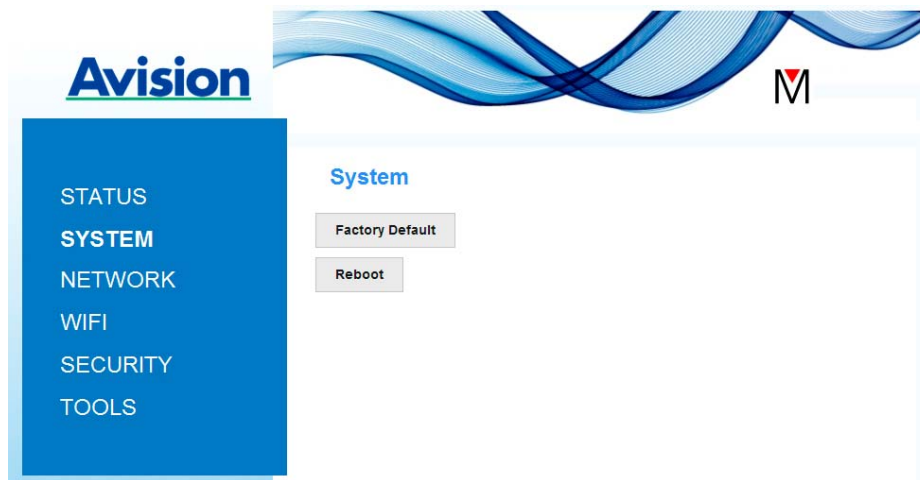 Avision
M
STATUS
SYSTEM
NETWORK
WIFI
SECURITY
TOOLS
System
Factory Default
Reboot